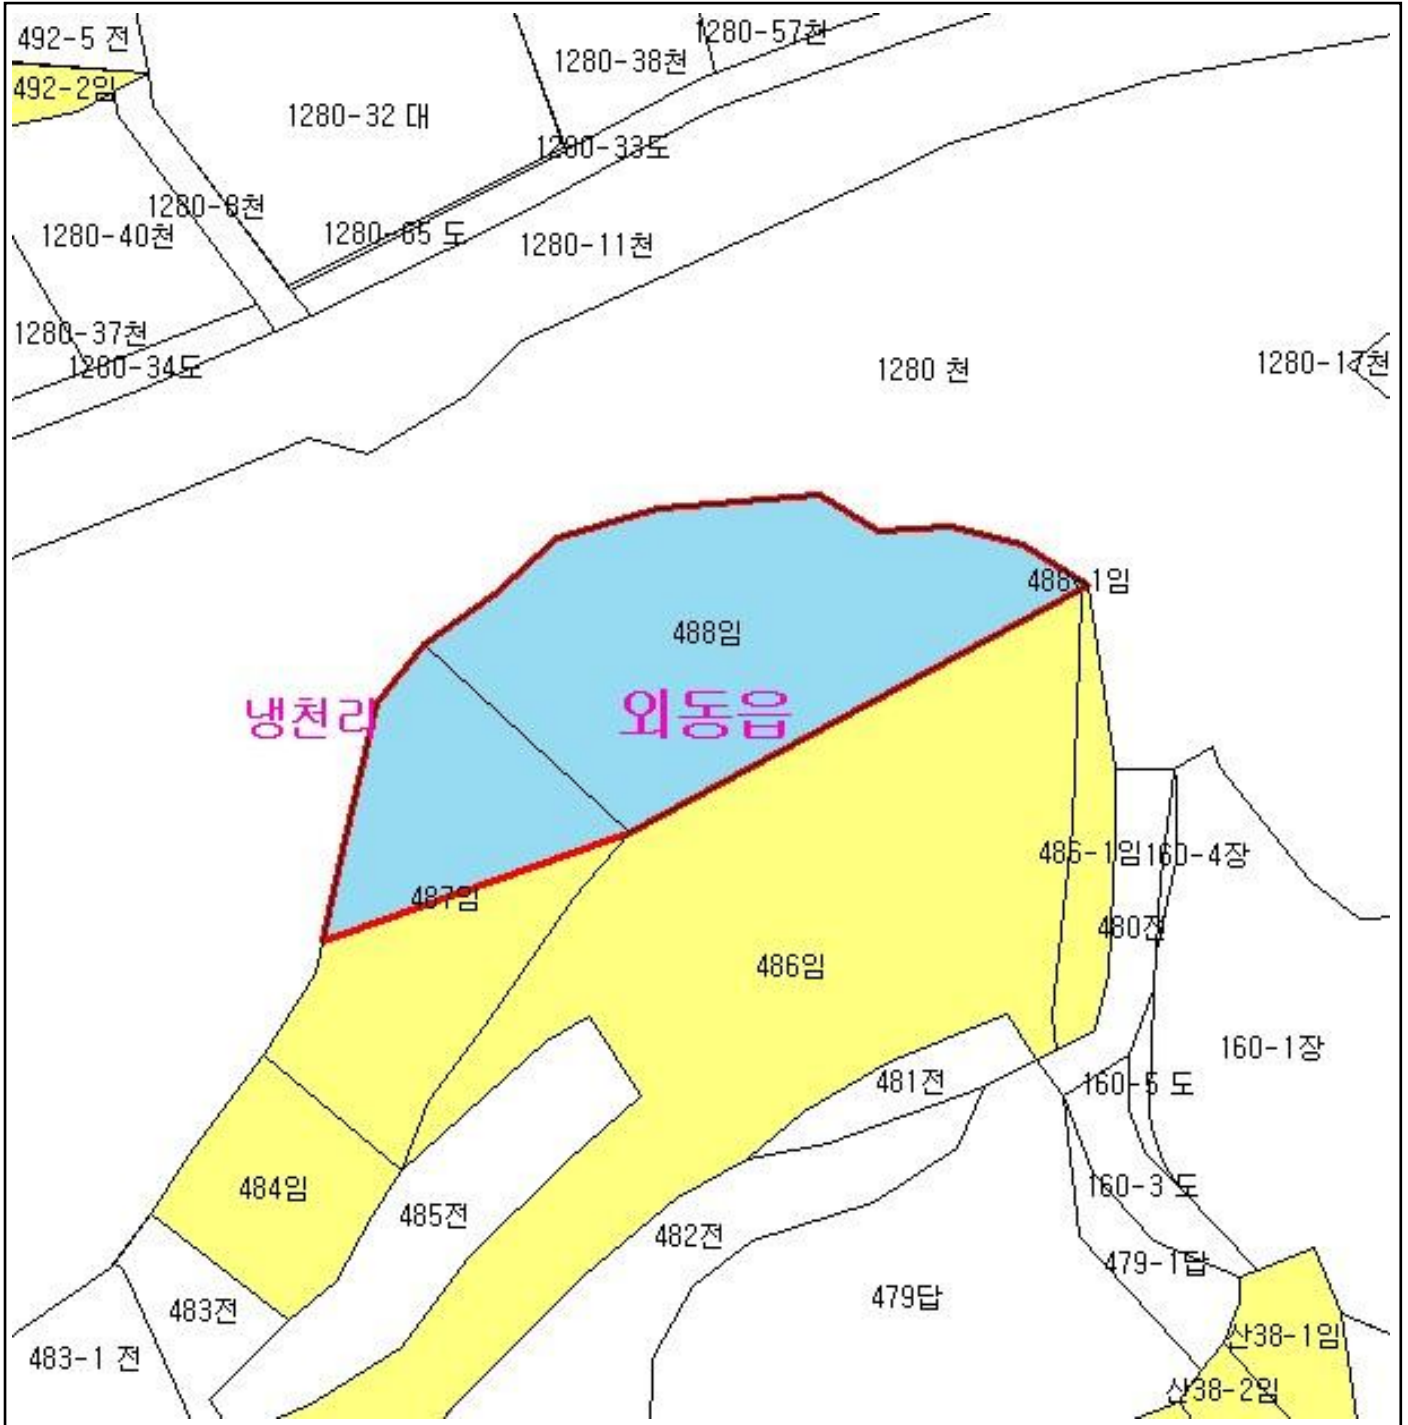 492-5 전
1280-57천
1280-38천
492-2임
1280-32 대
1280-33도
1280-8천
1280-40천
1280-65 도
1280-11천
1280-37천
1280-34도
1280 천
1280-17천
488-1임
488임
냉천리
외동읍
486-1임
160-4장
487임
480전
486임
160-1장
481전
160-5 도
484임
160-3 도
485전
482전
479-1답
479답
483전
산38-1임
483-1 전
산38-2임